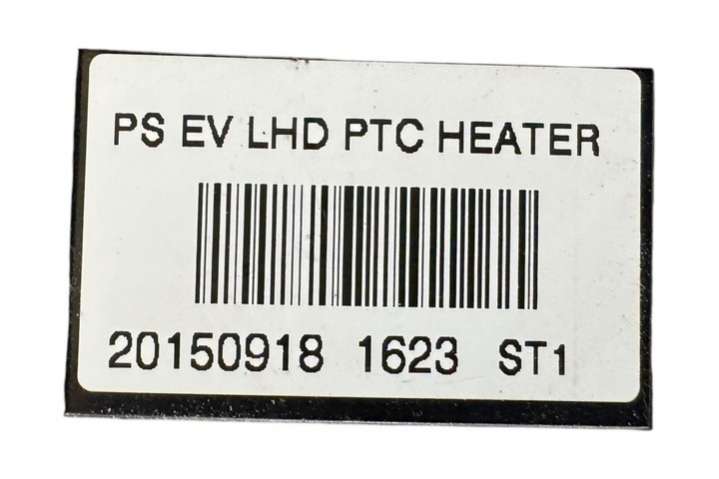 PS EV LHD PTC HEATER
20150918 1623 ST1